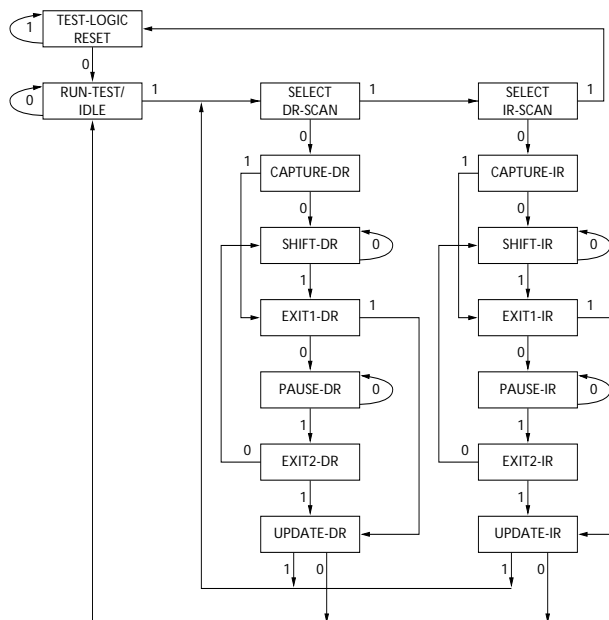 TEST-LOGIC
RESET
1
0
RUN-TEST/
IDLE
0
1
SELECT
DR-SCAN
1
SELECT
IR-SCAN
1
0
0
CAPTURE-DR
1
CAPTURE-IR
1
0
0
SHIFT-DR
0
SHIFT-IR
0
1
1
EXIT1-DR
1
EXIT1-IR
1
0
0
PAUSE-DR
0
PAUSE-IR
0
1
1
EXIT2-DR
0
EXIT2-IR
0
1
1
UPDATE-DR
UPDATE-IR
1
0
1
0